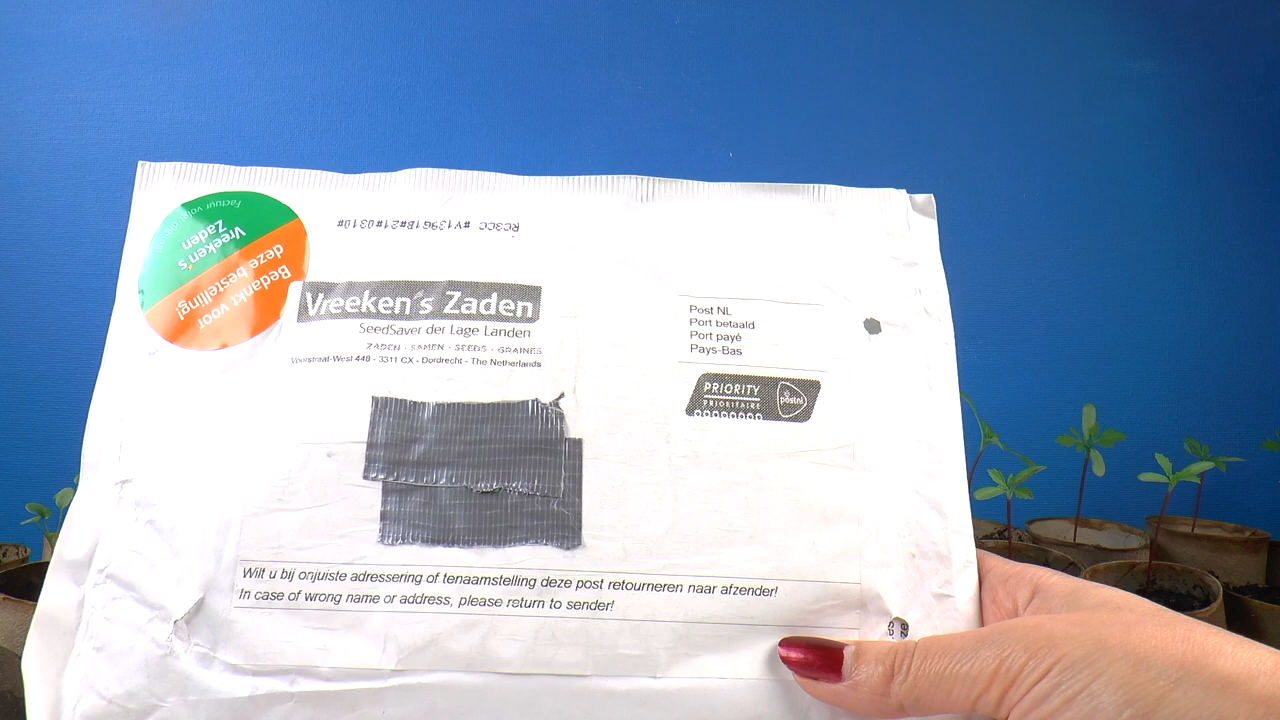 Factuur
Vreeken's
Zaden
Bedankt voor
deze bestelling!
RC3CC #Y139G1B#21#0310#
Vreeken's Zaden
SeedSaver der Lage Landen
ZADEN - SAMEN - SEEDS - GRAINES
Voorstraat-West 448 - 3311 CX - Dordrecht - The Netherlands
Post NL
Port betaald
Port payé
Pays-Bas
PRIORITY
PRIORITAIRE
postnl
Wilt u bij onjuiste adressering of tenaamstelling deze post retourneren naar afzender!
In case of wrong name or address, please return to sender!